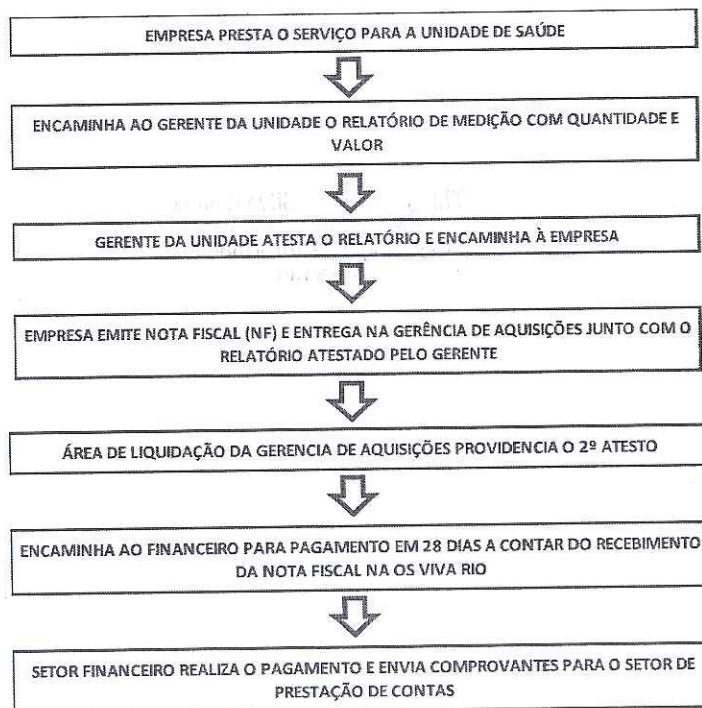 EMPRESA PRESTA O SERVIÇO PARA A UNIDADE DE SAÚDE
ENCAMINHA AO GERENTE DA UNIDADE O RELATÓRIO DE MEDIÇÃO COM QUANTIDADE E
VALOR
GERENTE DA UNIDADE ATESTA O RELATÓRIO E ENCAMINHA À EMPRESA
EMPRESA EMITE NOTA FISCAL (NF) E ENTREGA NA GERÊNCIA DE AQUISIÇÕES JUNTO COM O
RELATÓRIO ATESTADO PELO GERENTE
ÁREA DE LIQUIDAÇÃO DA GERENCIA DE AQUISIÇÕES PROVIDENCIA O 2º ATESTO
ENCAMINHA AO FINANCEIRO PARA PAGAMENTO EM 28 DIAS A CONTAR DO RECEBIMENTO
DA NOTA FISCAL NA OS VIVA RIO
SETOR FINANCEIRO REALIZA O PAGAMENTO E ENVIA COMPROVANTES PARA O SETOR DE
PRESTAÇÃO DE CONTAS